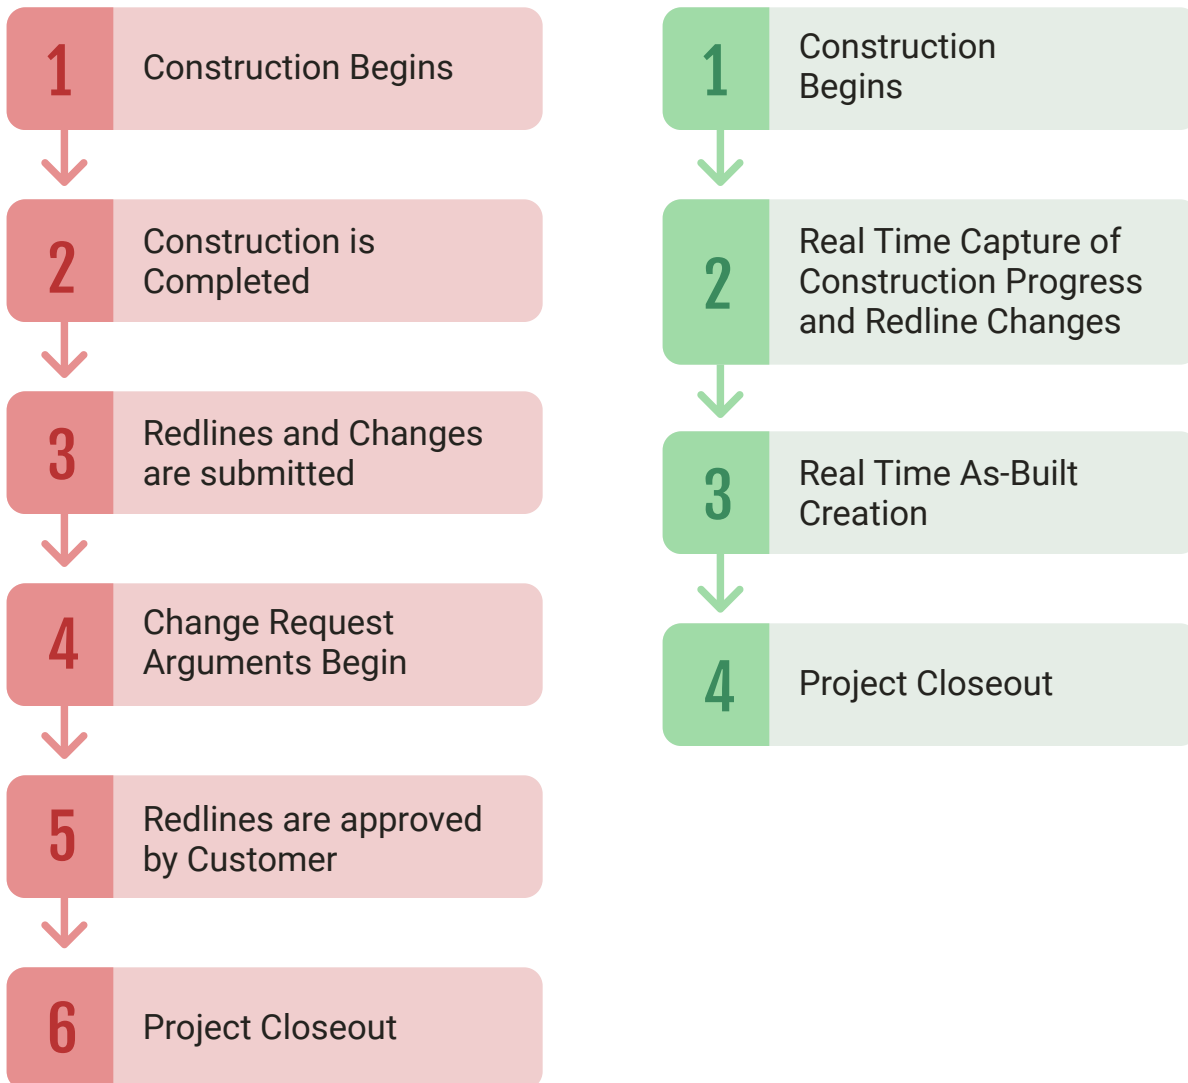 1
Construction Begins
2
Construction is
Completed
3
Redlines and Changes
are submitted
4
Change Request
Arguments Begin
5
Redlines are approved
by Customer
6
Project Closeout
1
Construction
Begins
2
Real Time Capture of
Construction Progress
and Redline Changes
3
Real Time As-Built
Creation
4
Project Closeout